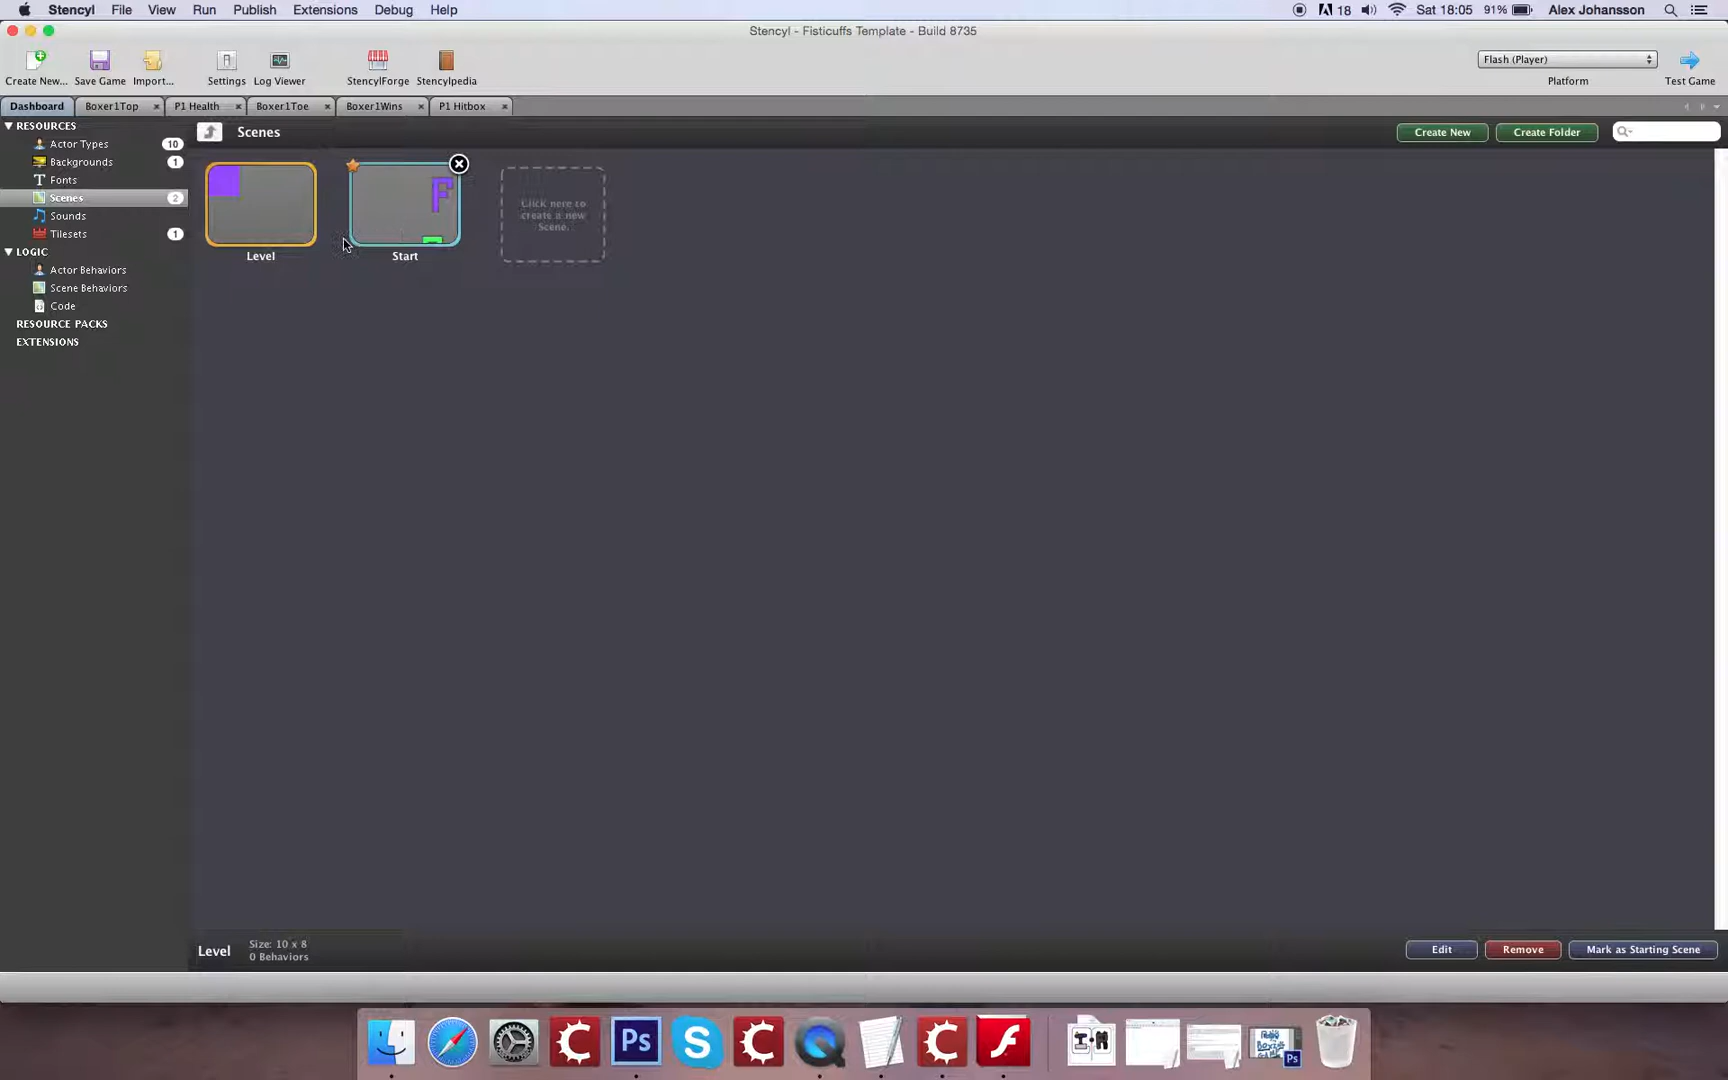 Stencyl File View Run Publish Extensions Debug Help 18 Sat 18:05 91% Alex Johansson
Stencyl - Fisticuffs Template - Build 8735
Create New... Save Game Import... Settings Log Viewer StencylForge Stencylpedia Flash (Player) Platform Test Game
Dashboard Boxer1Top P1 Health Boxer1Toe Boxer1Wins P1 Hitbox
RESOURCES
Scenes
Create New Create Folder
Actor Types 10
Backgrounds 1
Fonts
Scenes 2
Sounds
Tilesets 1
LOGIC
Actor Behaviors
Scene Behaviors
Code
RESOURCE PACKS
EXTENSIONS
F
Level
Start
Click here to
create a new
Scene.
Level
Size: 10 x 8
0 Behaviors
Edit Remove Mark as Starting Scene
Ps
S
Ps